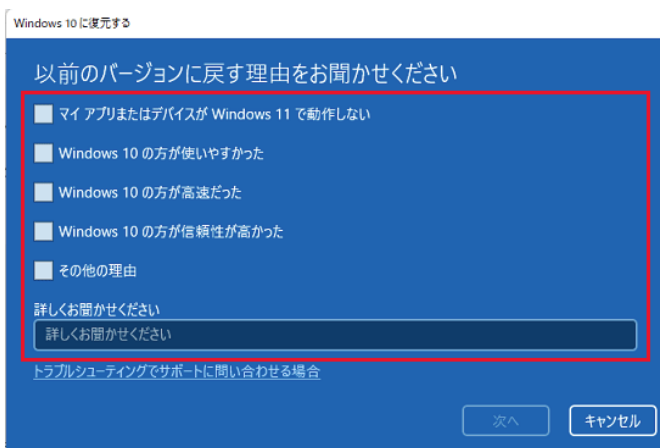 Windows 10 に復元する
以前のバージョンに戻す理由をお聞かせください
マイ アプリまたはデバイスが Windows 11 で動作しない
Windows 10 の方が使いやすかった
Windows 10 の方が高速だった
Windows 10 の方が信頼性が高かった
その他の理由
詳しくお聞かせください
詳しくお聞かせください
トラブルシューティングでサポートに問い合わせる場合
次へ
キャンセル